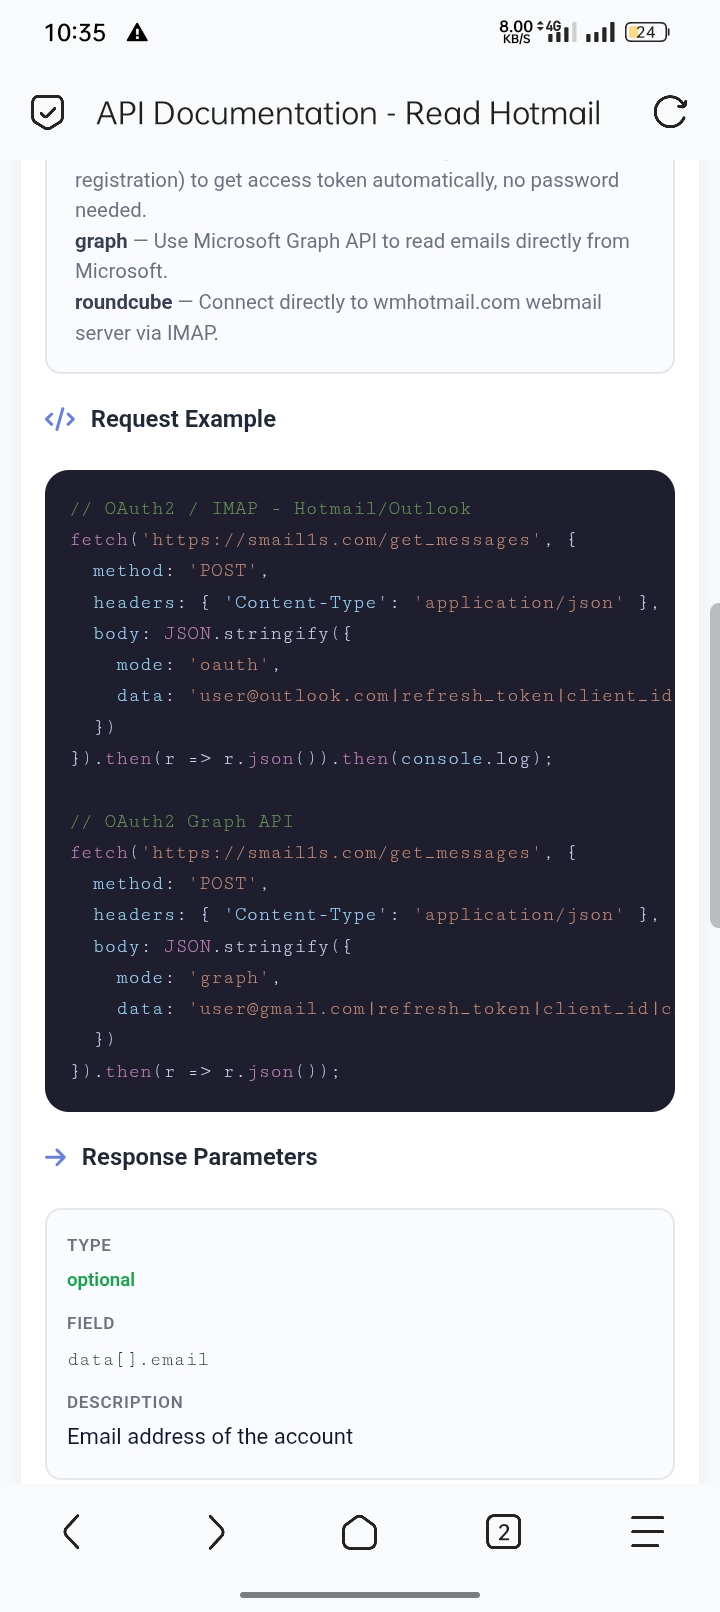 10:35
8.00 KB/S 4G 24
API Documentation - Read Hotmail
registration) to get access token automatically, no password
needed.
graph — Use Microsoft Graph API to read emails directly from
Microsoft.
roundcube — Connect directly to wmhotmail.com webmail
server via IMAP.
</> Request Example
// OAuth2 / IMAP - Hotmail/Outlook
fetch('https://smail1s.com/get_messages', {
  method: 'POST',
  headers: { 'Content-Type': 'application/json' },
  body: JSON.stringify({
    mode: 'oauth',
    data: 'user@outlook.com|refresh_token|client_id
  })
}).then(r => r.json()).then(console.log);
// OAuth2 Graph API
fetch('https://smail1s.com/get_messages', {
  method: 'POST',
  headers: { 'Content-Type': 'application/json' },
  body: JSON.stringify({
    mode: 'graph',
    data: 'user@gmail.com|refresh_token|client_id|c
  })
}).then(r => r.json());
Response Parameters
TYPE
optional
FIELD
data[].email
DESCRIPTION
Email address of the account
2